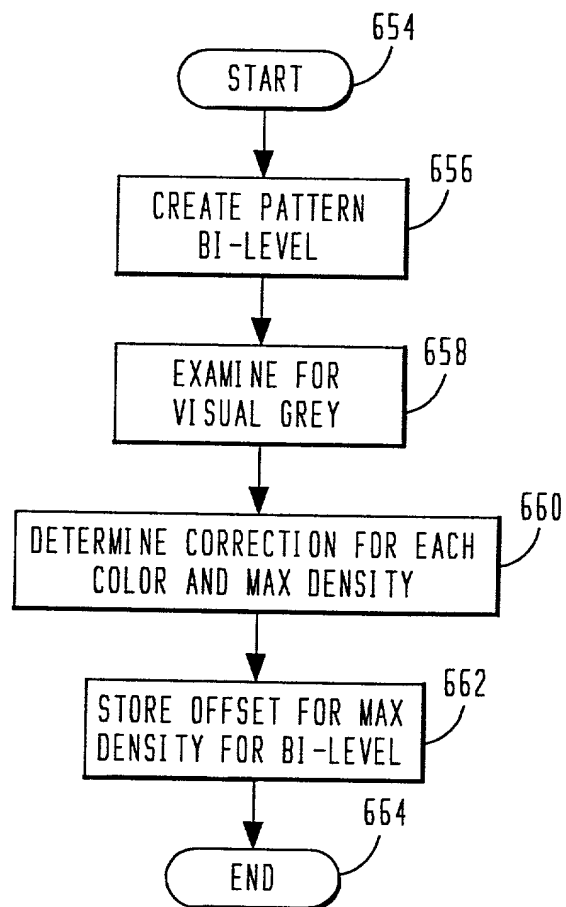 654
START
656
CREATE PATTERN
BI-LEVEL
658
EXAMINE FOR
VISUAL GREY
660
DETERMINE CORRECTION FOR EACH
COLOR AND MAX DENSITY
662
STORE OFFSET FOR MAX
DENSITY FOR BI-LEVEL
664
END